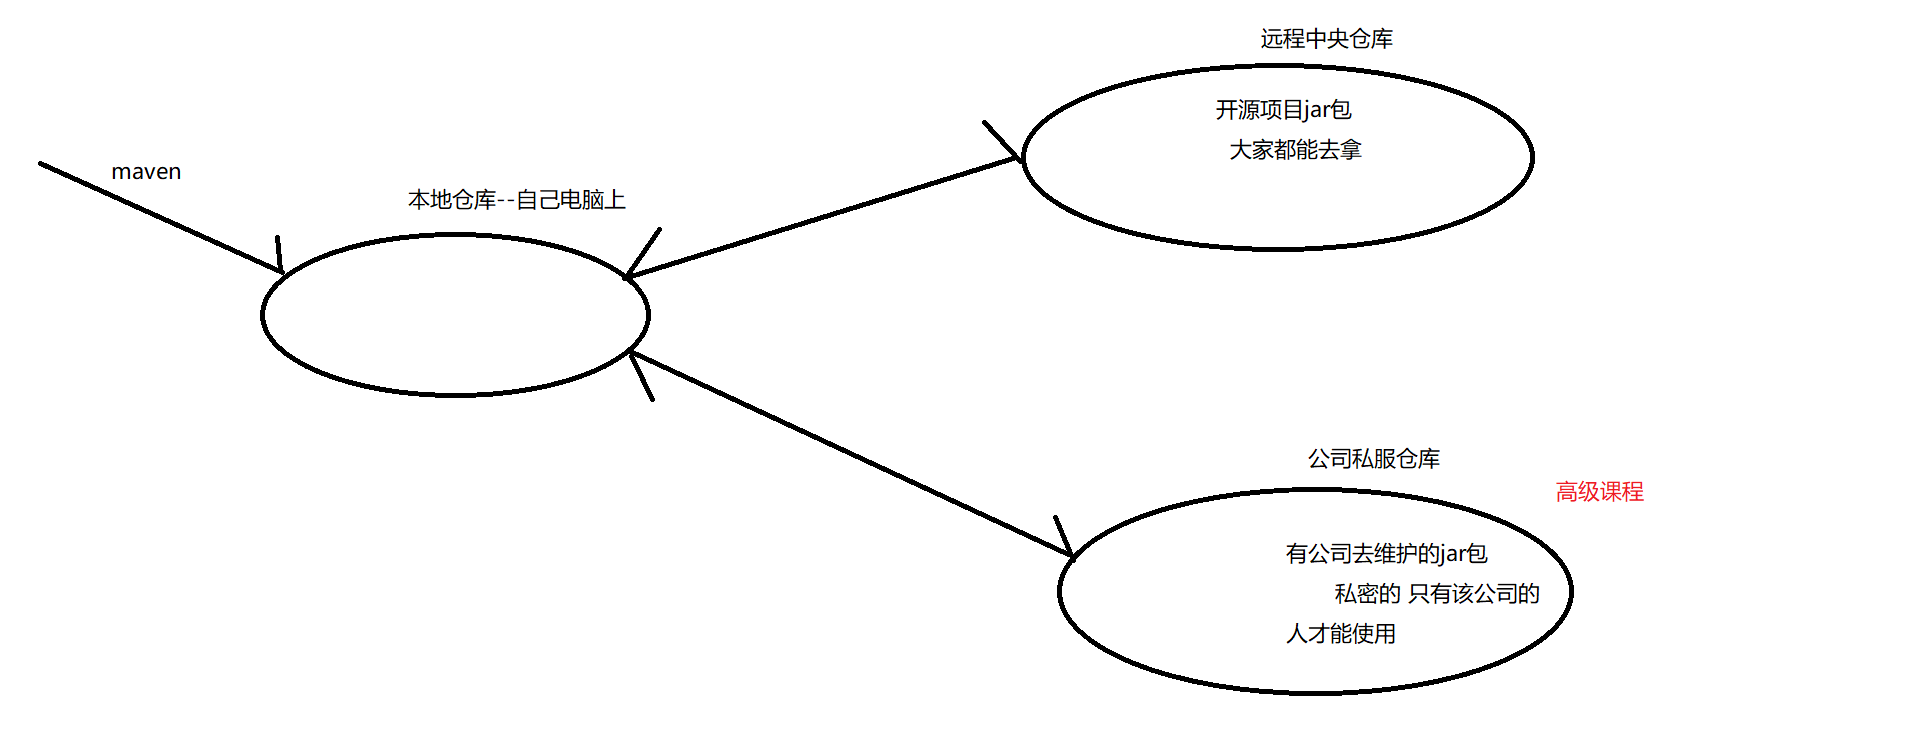 远程中央仓库
开源项目jar包
大家都能去拿
maven
本地仓库--自己电脑上
公司私服仓库
高级课程
有公司去维护的jar包
私密的 只有该公司的
人才能使用